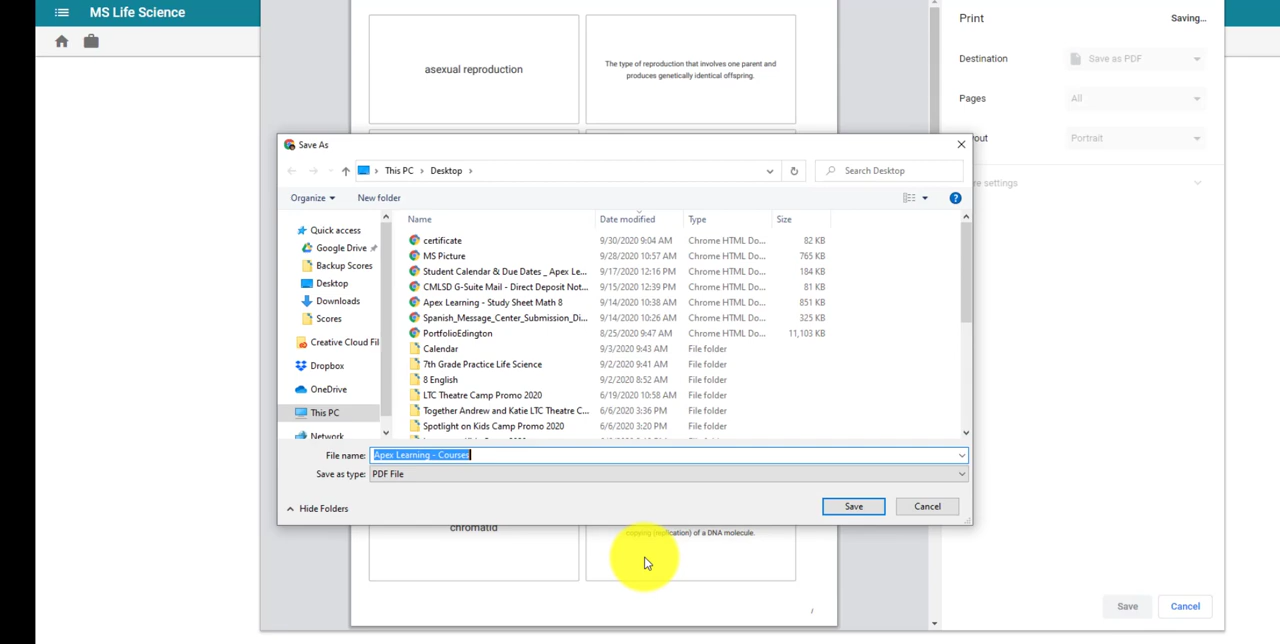 MS Life Science
Print
Saving...
asexual reproduction
The type of reproduction that involves one parent and
produces genetically identical offspring.
Destination
Save as PDF
Pages
All
Portrait
Save As
This PC
Desktop
Search Desktop
Organize
New folder
Name
Date modified
Type
Size
Quick access
Google Drive
Backup Scores
Desktop
Downloads
Scores
Creative Cloud Fil
Dropbox
OneDrive
This PC
Network
certificate 9/30/2020 9:04 AM Chrome HTML Do... 82 KB
MS Picture 9/28/2020 10:57 AM Chrome HTML Do... 765 KB
Student Calendar & Due Dates _ Apex Le... 9/17/2020 12:16 PM Chrome HTML Do... 184 KB
CMLSD G-Suite Mail - Direct Deposit Not... 9/15/2020 12:39 PM Chrome HTML Do... 81 KB
Apex Learning - Study Sheet Math 8 9/14/2020 10:38 AM Chrome HTML Do... 851 KB
Spanish_Message_Center_Submission_Di... 9/14/2020 10:26 AM Chrome HTML Do... 325 KB
PortfolioEdington 8/25/2020 9:47 AM Chrome HTML Do... 11,103 KB
Calendar 9/3/2020 9:43 AM File folder
7th Grade Practice Life Science 9/2/2020 9:41 AM File folder
8 English 9/2/2020 8:52 AM File folder
LTC Theatre Camp Promo 2020 6/19/2020 10:58 AM File folder
Together Andrew and Katie LTC Theatre C... 6/6/2020 3:36 PM File folder
Spotlight on Kids Camp Promo 2020 6/6/2020 3:20 PM File folder
File name: Apex Learning - Courses
Save as type: PDF File
Hide Folders
Save
Cancel
chromatid
copying (replication) of a DNA molecule.
Save
Cancel